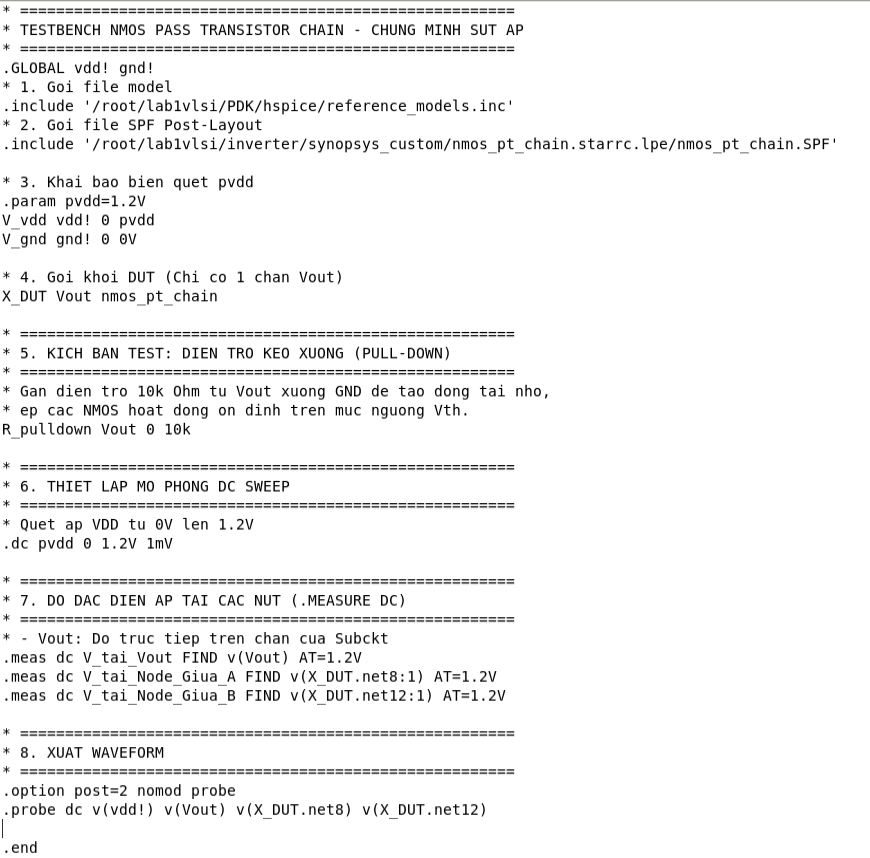 * =======================================================
* TESTBENCH NMOS PASS TRANSISTOR CHAIN - CHUNG MINH SUT AP
* =======================================================
.GLOBAL vdd! gnd!
* 1. Goi file model
.include '/root/lab1vlsi/PDK/hspice/reference_models.inc'
* 2. Goi file SPF Post-Layout
.include '/root/lab1vlsi/inverter/synopsys_custom/nmos_pt_chain.starrc.lpe/nmos_pt_chain.SPF'
* 3. Khai bao bien quet pvdd
.param pvdd=1.2V
V_vdd vdd! 0 pvdd
V_gnd gnd! 0 0V
* 4. Goi khoi DUT (Chi co 1 chan Vout)
X_DUT Vout nmos_pt_chain
* =======================================================
* 5. KICH BAN TEST: DIEN TRO KEO XUONG (PULL-DOWN)
* =======================================================
* Gan dien tro 10k Ohm tu Vout xuong GND de tao dong tai nho,
* ep cac NMOS hoat dong on dinh tren muc nguong Vth.
R_pulldown Vout 0 10k
* =======================================================
* 6. THIET LAP MO PHONG DC SWEEP
* =======================================================
* Quet ap VDD tu 0V len 1.2V
.dc pvdd 0 1.2V 1mV
* =======================================================
* 7. DO DAC DIEN AP TAI CAC NUT (.MEASURE DC)
* =======================================================
* - Vout: Do truc tiep tren chan cua Subckt
.meas dc V_tai_Vout FIND v(Vout) AT=1.2V
.meas dc V_tai_Node_Giua_A FIND v(X_DUT.net8:1) AT=1.2V
.meas dc V_tai_Node_Giua_B FIND v(X_DUT.net12:1) AT=1.2V
* =======================================================
* 8. XUAT WAVEFORM
* =======================================================
.option post=2 nomod probe
.probe dc v(vdd!) v(Vout) v(X_DUT.net8) v(X_DUT.net12)
.end